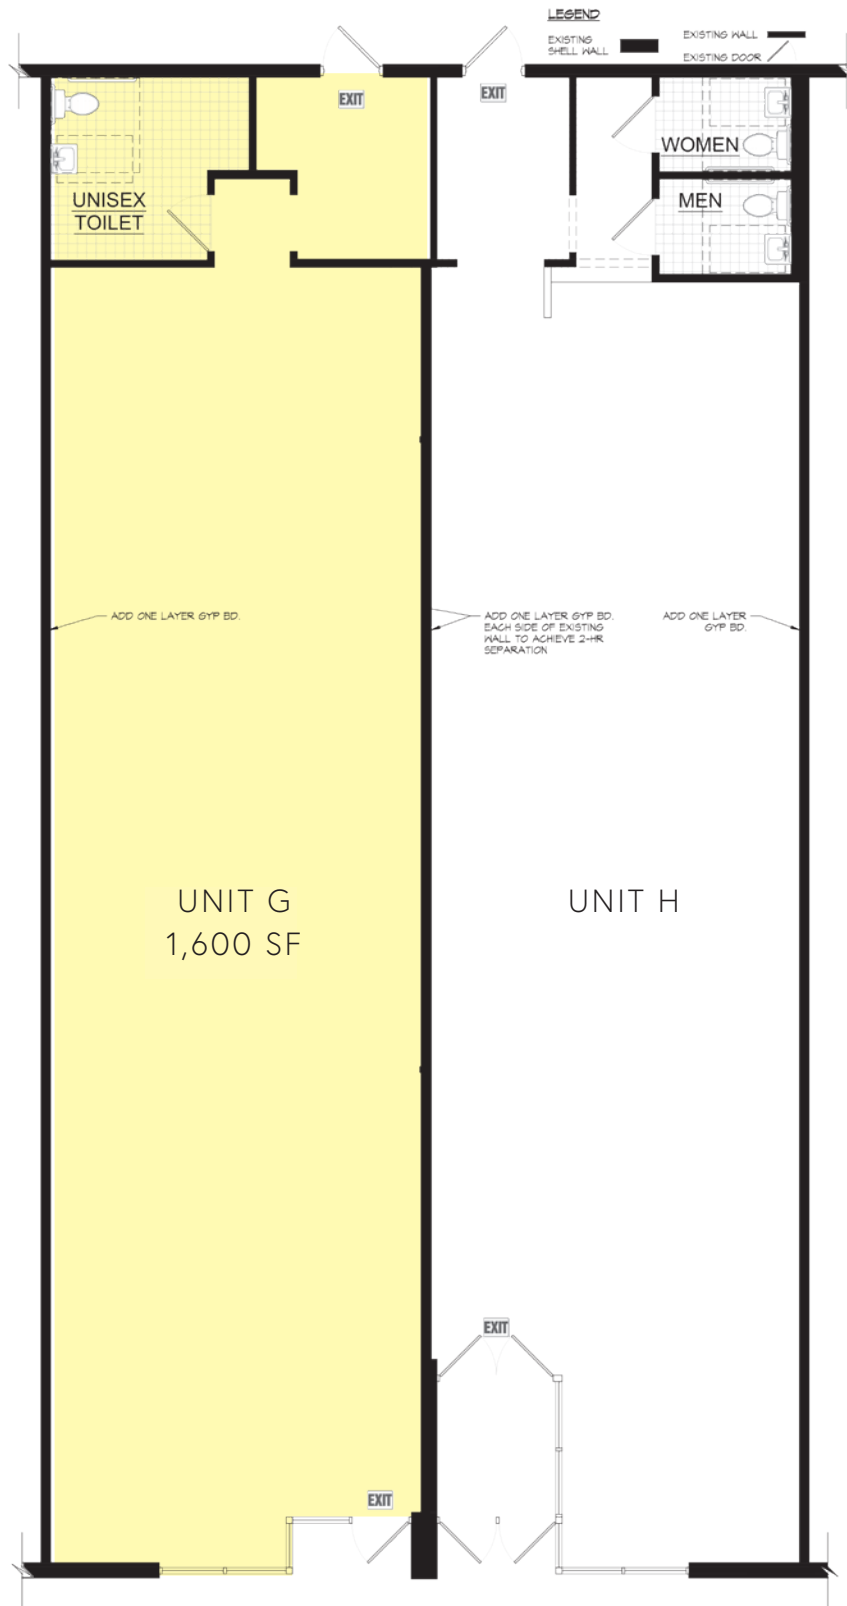 LEGEND
EXISTING
SHELL WALL
EXISTING WALL
EXISTING DOOR
EXIT
EXIT
WOMEN
MEN
UNISEX
TOILET
ADD ONE LAYER GYP BD.
ADD ONE LAYER GYP BD.
EACH SIDE OF EXISTING
WALL TO ACHIEVE 2-HR
SEPARATION
ADD ONE LAYER
GYP BD.
UNIT G
1,600 SF
UNIT H
EXIT
EXIT